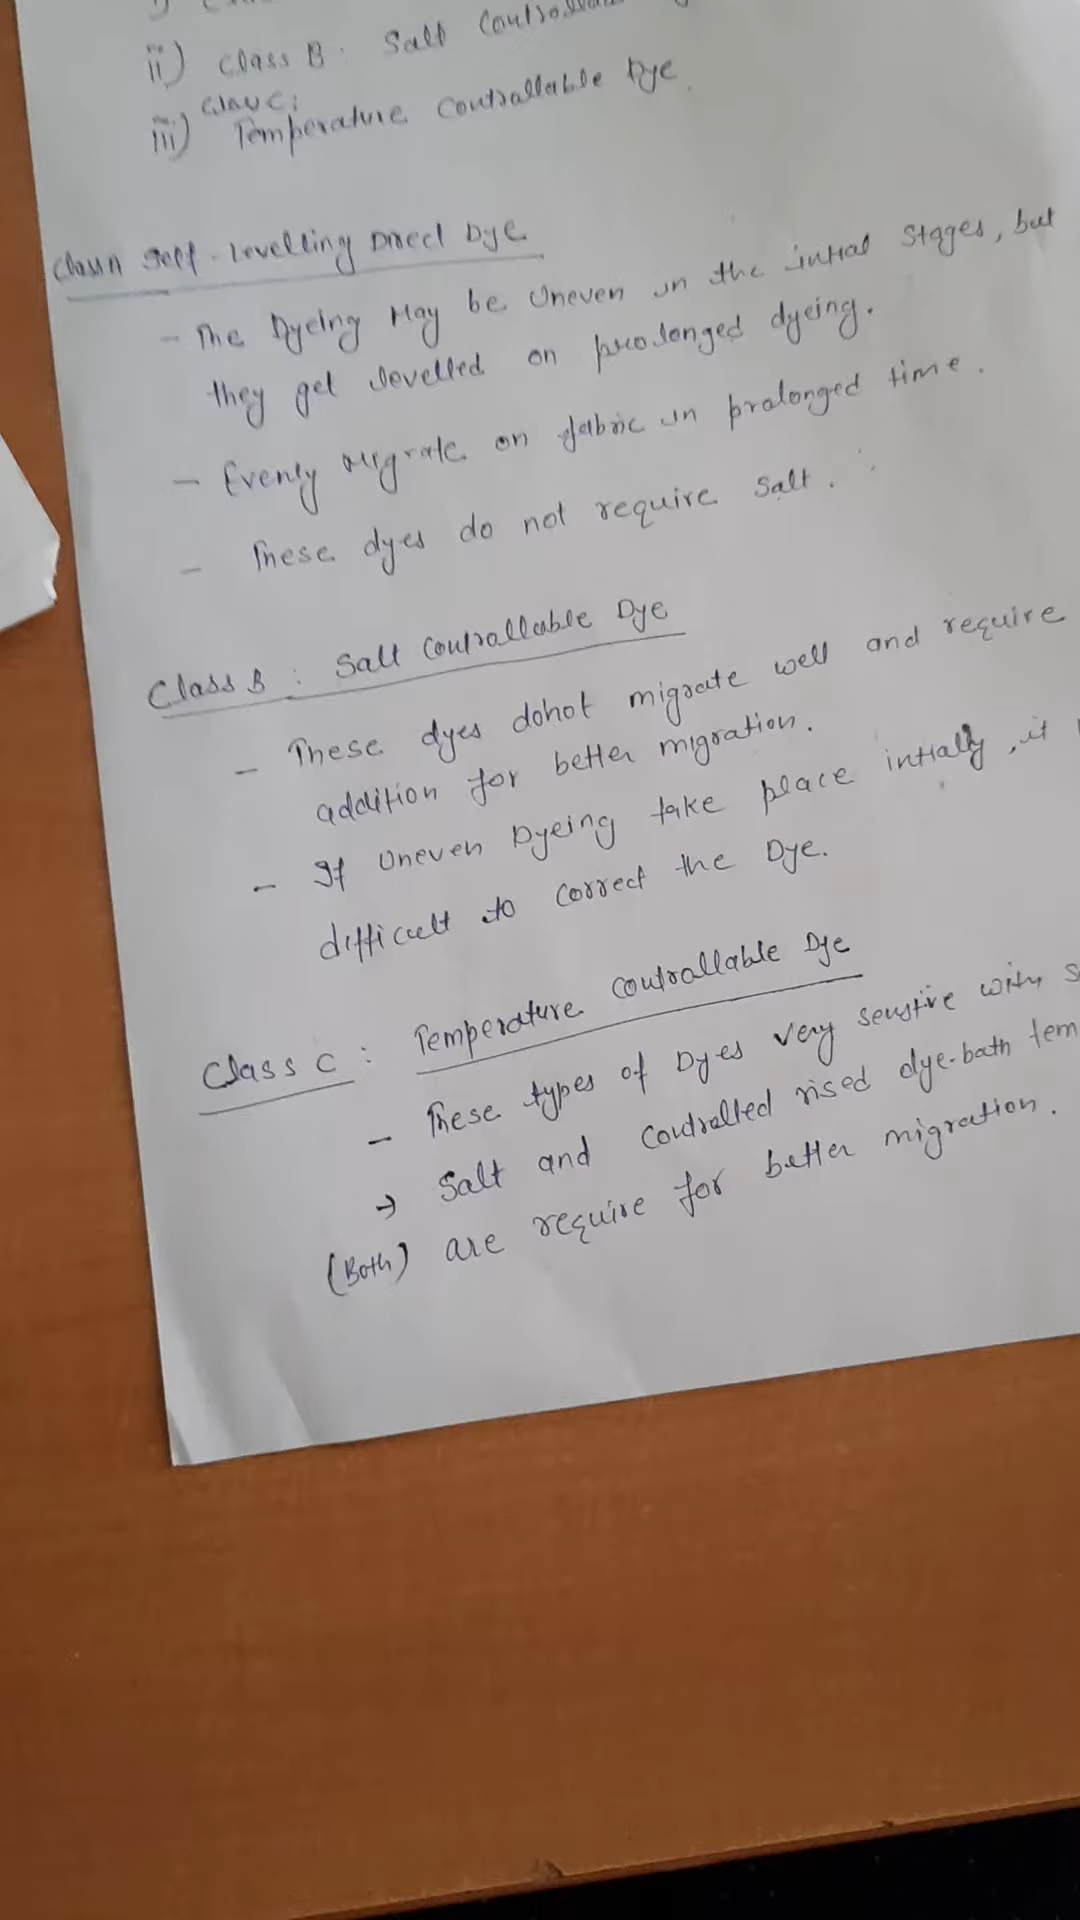 ii) Class B : Salt
Class C :
iii) Temperature Controllable Dye.
Class A Self-Levelling Direct Dye
- The Dyeing May be Uneven in the initial stages, but
they get levelled on prolonged dyeing.
- Evenly Migrate on fabric in prolonged time.
- These dyes do not require salt.
Class B : Salt Controllable Dye
- These dyes donot migrate well and require
addition for better migration.
- If Uneven Dyeing take place intially, it
difficult to correct the Dye.
Class C : Temperature Controllable Dye
- These types of Dyes very senstive with
→ Salt and Controlled rised dye-bath tem
(Both) are require for better migration.